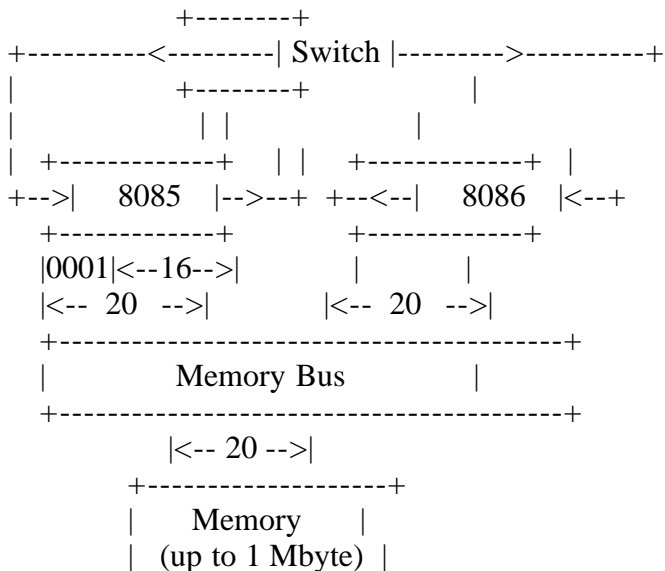 +--------+
+---------<---------| Switch |-------->----------+
| +--------+ |
| | | |
| +-------------+ | | +-------------+ |
+-->| 8085 |-->--+ +--<--| 8086 |<--+
+-------------+ +-------------+
|0001|<--16-->| | |
|<-- 20 -->| |<-- 20 -->|
+-----------------------------------------+
| Memory Bus |
+-----------------------------------------+
|<-- 20 -->|
+--------------------+
| Memory |
| (up to 1 Mbyte) |